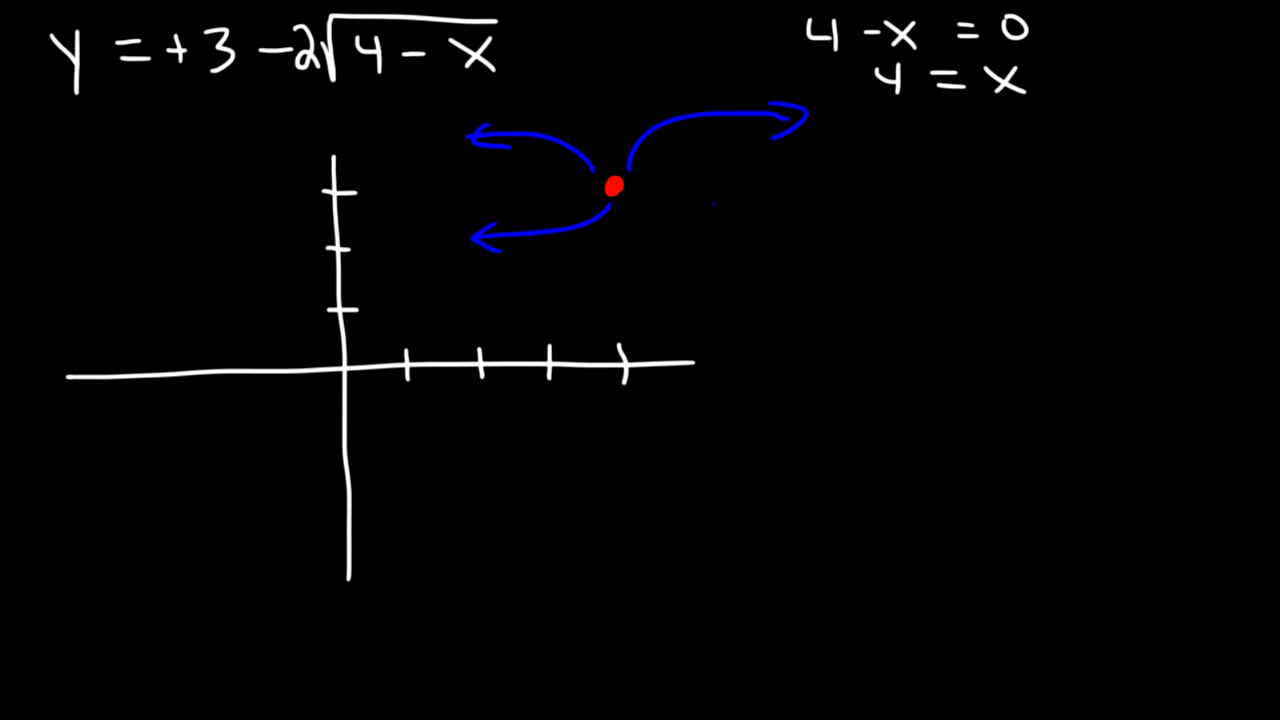 y = +3 -2√(4 - x)
4 - x = 0
4 = x